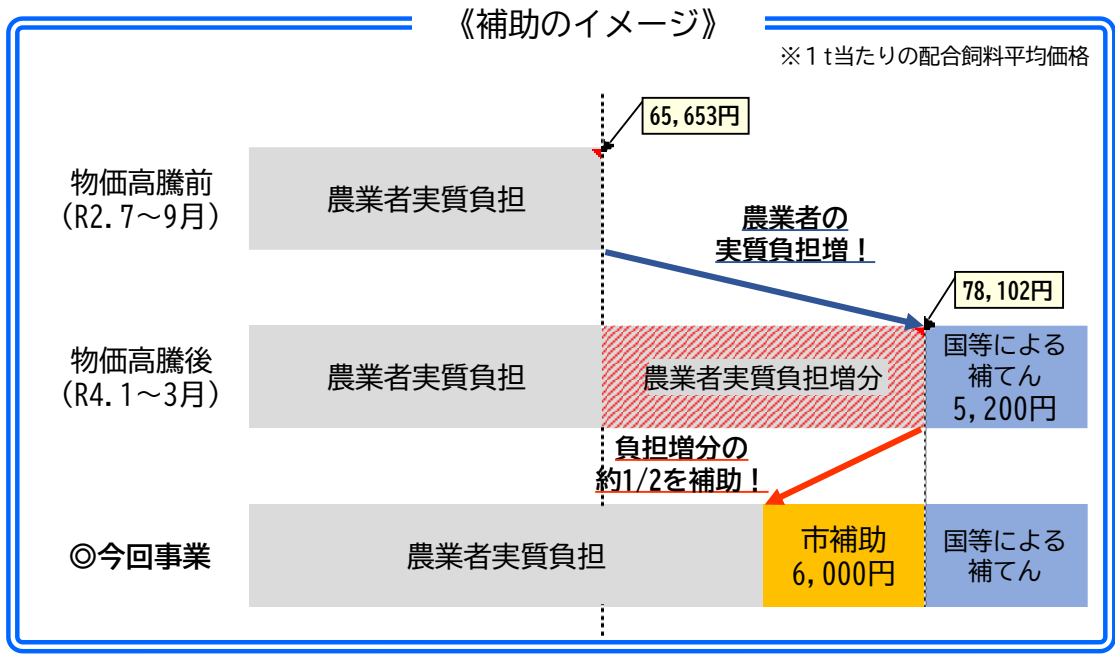 《補助のイメージ》
※１t当たりの配合飼料平均価格
65,653円
物価高騰前
(R2.7～9月)
農業者実質負担
農業者の
実質負担増！
78,102円
物価高騰後
(R4.1～3月)
農業者実質負担
農業者実質負担増分
国等による
補てん
5,200円
負担増分の
約1/2を補助！
◎今回事業
農業者実質負担
市補助
6,000円
国等による
補てん